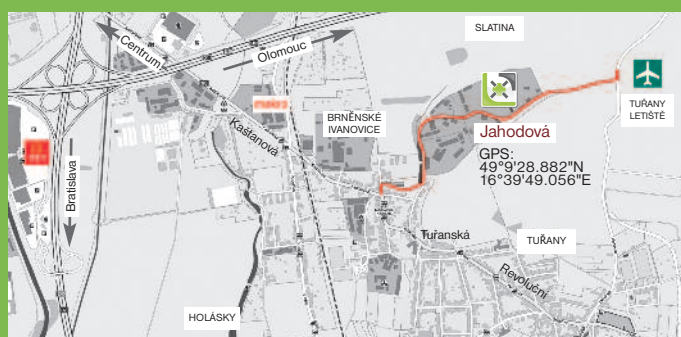 SLATINA
Centrum
Olomouc
TUŘANY
LETIŠTĚ
makro
BRNĚNSKÉ
IVANOVICE
Kaštanová
Jahodová
GPS:
49°9'28.882"N
16°39'49.056"E
Bratislava
Tuřanská
TUŘANY
Revoluční
HOLÁSKY